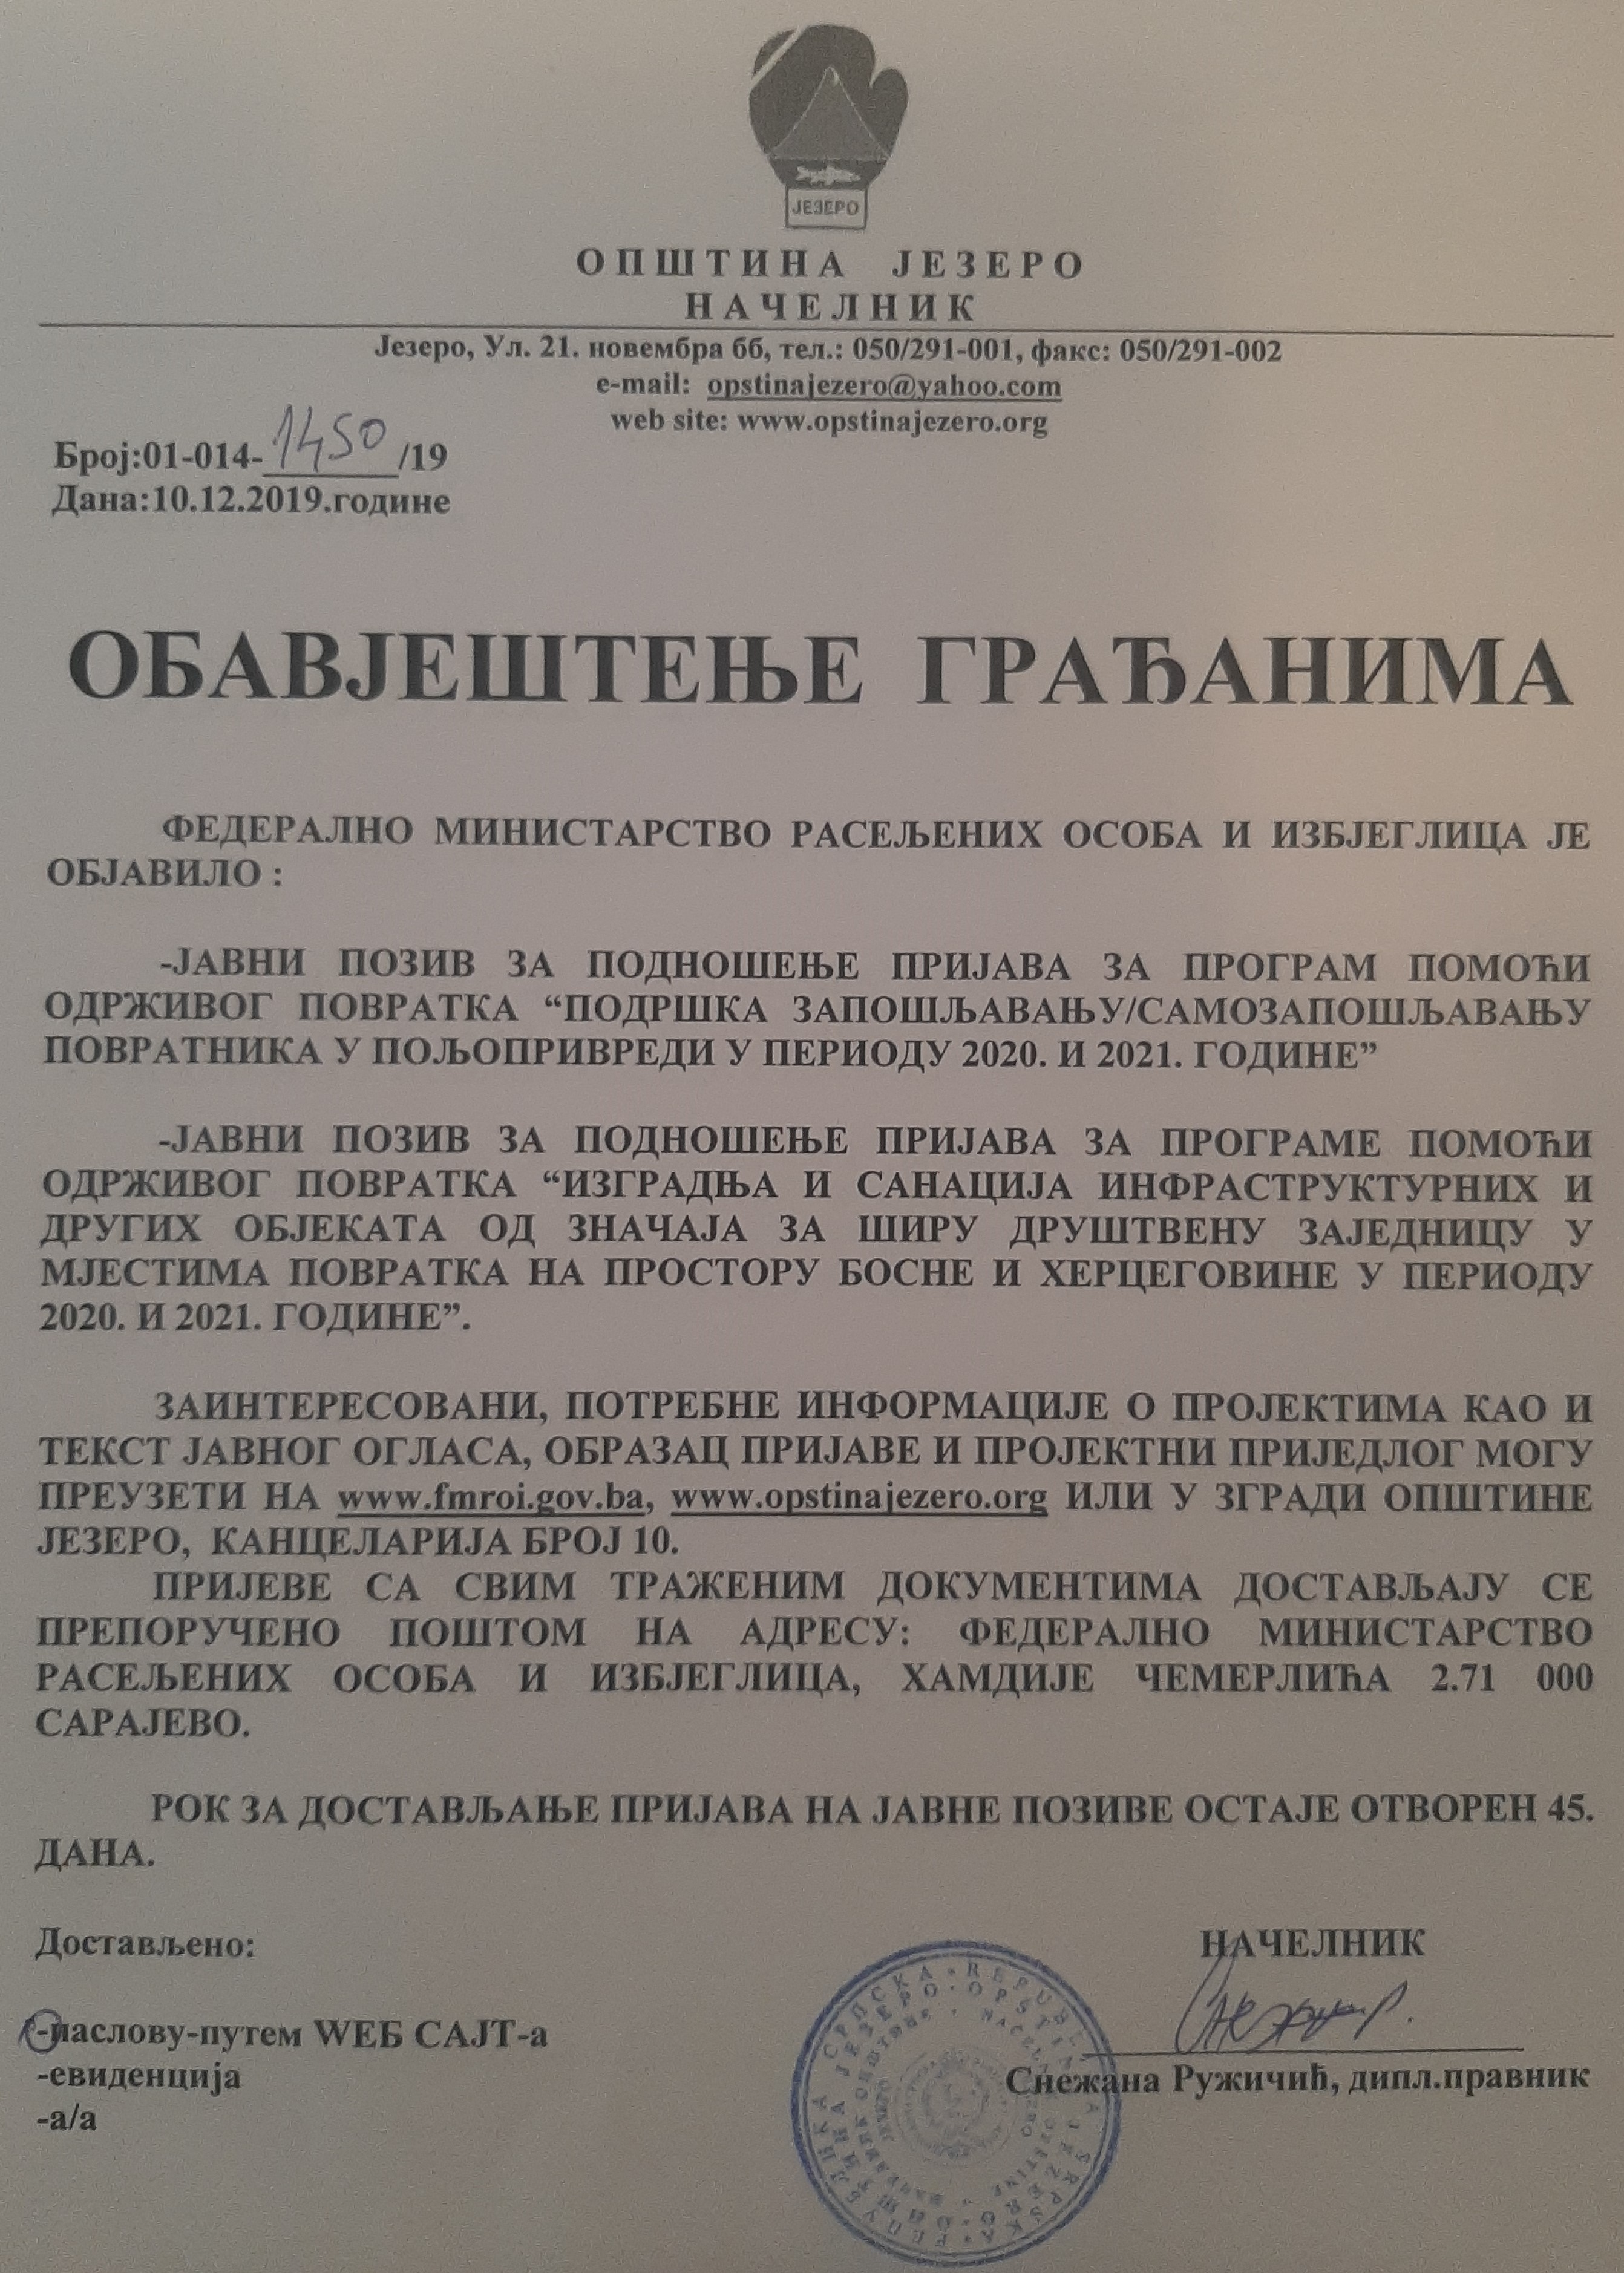 ЈЕЗЕРО
ОПШТИНА ЈЕЗЕРО
НАЧЕЛНИК
Језеро, Ул. 21. новембра бб, тел.: 050/291-001, факс: 050/291-002
e-mail: opstinajezero@yahoo.com
web site: www.opstinajezero.org
Број:01-014-1450/19
Дана:10.12.2019.године
ОБАВЈЕШТЕЊЕ ГРАЂАНИМА
ФЕДЕРАЛНО МИНИСТАРСТВО РАСЕЉЕНИХ ОСОБА И ИЗБЈЕГЛИЦА ЈЕ
ОБЈАВИЛО :
-ЈАВНИ ПОЗИВ ЗА ПОДНОШЕЊЕ ПРИЈАВА ЗА ПРОГРАМ ПОМОЋИ
ОДРЖИВОГ ПОВРАТКА “ПОДРШКА ЗАПОШЉАВАЊУ/САМОЗАПОШЉАВАЊУ
ПОВРАТНИКА У ПОЉОПРИВРЕДИ У ПЕРИОДУ 2020. И 2021. ГОДИНЕ”
-ЈАВНИ ПОЗИВ ЗА ПОДНОШЕЊЕ ПРИЈАВА ЗА ПРОГРАМЕ ПОМОЋИ
ОДРЖИВОГ ПОВРАТКА “ИЗГРАДЊА И САНАЦИЈА ИНФРАСТРУКТУРНИХ И
ДРУГИХ ОБЈЕКАТА ОД ЗНАЧАЈА ЗА ШИРУ ДРУШТВЕНУ ЗАЈЕДНИЦУ У
МЈЕСТИМА ПОВРАТКА НА ПРОСТОРУ БОСНЕ И ХЕРЦЕГОВИНЕ У ПЕРИОДУ
2020. И 2021. ГОДИНЕ”.
ЗАИНТЕРЕСОВАНИ, ПОТРЕБНЕ ИНФОРМАЦИЈЕ О ПРОЈЕКТИМА КАО И
ТЕКСТ ЈАВНОГ ОГЛАСА, ОБРАЗАЦ ПРИЈАВЕ И ПРОЈЕКТНИ ПРИЈЕДЛОГ МОГУ
ПРЕУЗЕТИ НА www.fmroi.gov.ba, www.opstinajezero.org ИЛИ У ЗГРАДИ ОПШТИНЕ
ЈЕЗЕРО, КАНЦЕЛАРИЈА БРОЈ 10.
ПРИЈЕВЕ СА СВИМ ТРАЖЕНИМ ДОКУМЕНТИМА ДОСТАВЉАЈУ СЕ
ПРЕПОРУЧЕНО ПОШТОМ НА АДРЕСУ: ФЕДЕРАЛНО МИНИСТАРСТВО
РАСЕЉЕНИХ ОСОБА И ИЗБЈЕГЛИЦА, ХАМДИЈЕ ЧЕМЕРЛИЋА 2.71 000
САРАЈЕВО.
РОК ЗА ДОСТАВЉАЊЕ ПРИЈАВА НА ЈАВНЕ ПОЗИВЕ ОСТАЈЕ ОТВОРЕН 45.
ДАНА.
Достављено:
НАЧЕЛНИК
-наслову-путем WЕБ САЈТ-а
-евиденција
-а/а
Снежана Ружичић, дипл.правник
РЕПУБЛИКА СРПСКА • REPUBLIKA SRPSKA
ОПШТИНА ЈЕЗЕРО • OPŠTINA JEZERO